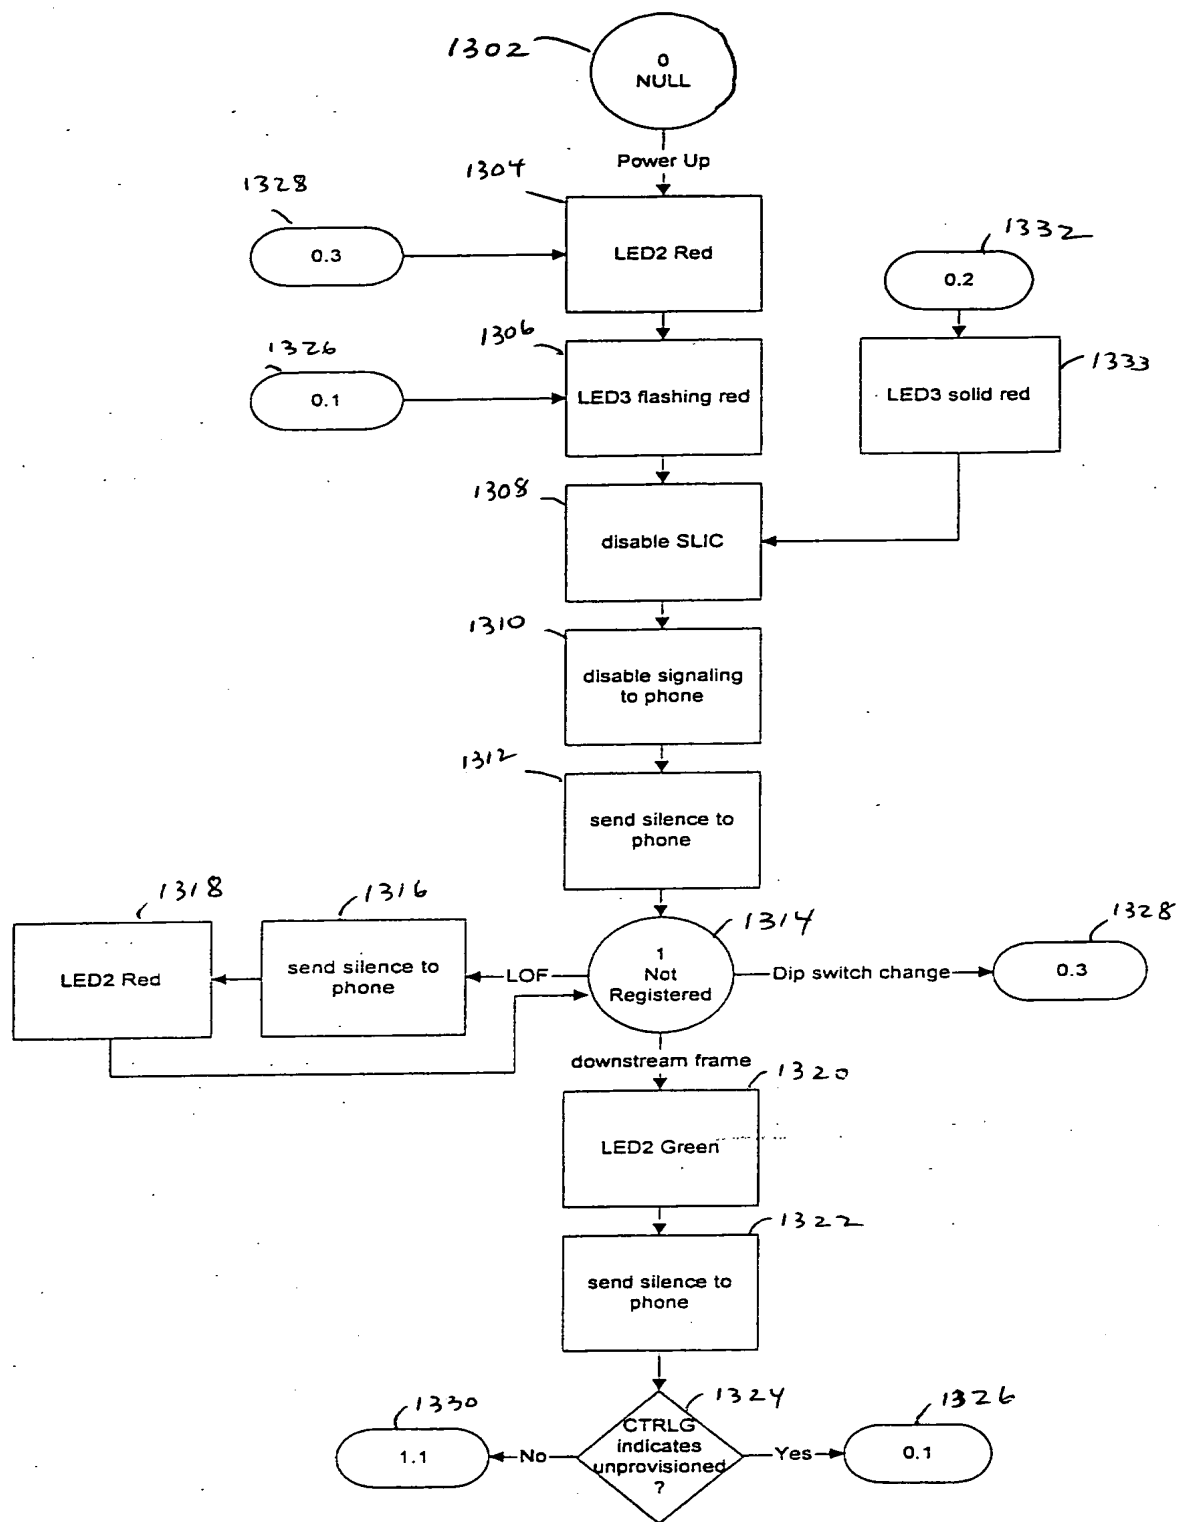 1302
0
NULL
Power Up
1304
1328
0.3
LED2 Red
1332
0.2
1306
1326
0.1
LED3 flashing red
1333
LED3 solid red
1308
disable SLIC
1310
disable signaling
to phone
1312
send silence to
phone
1318
LED2 Red
1316
send silence to
phone
LOF
1314
1
Not
Registered
Dip switch change
1328
0.3
downstream frame
1320
LED2 Green
1322
send silence to
phone
1324
CTRLG
indicates
unprovisioned
?
1330
1.1
No
Yes
1326
0.1